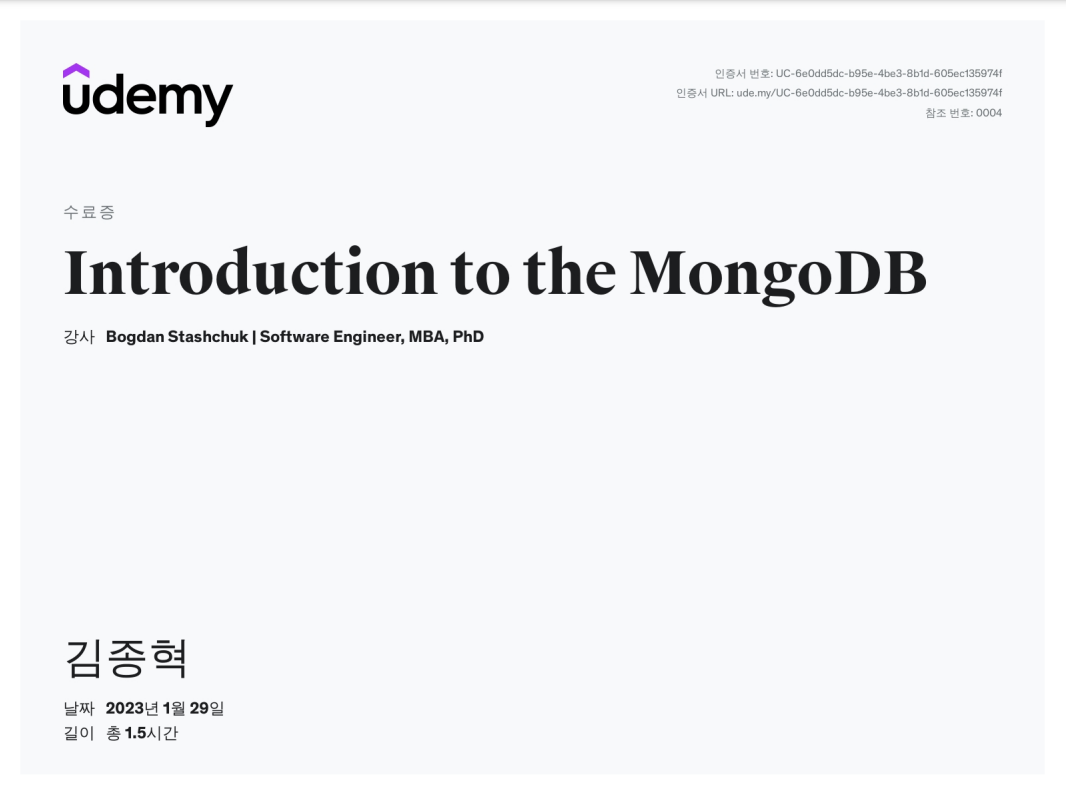 udemy
인증서 번호: UC-6e0dd5dc-b95e-4be3-8b1d-605ec135974f
인증서 URL: ude.my/UC-6e0dd5dc-b95e-4be3-8b1d-605ec135974f
참조 번호: 0004
수료증
Introduction to the MongoDB
강사 Bogdan Stashchuk | Software Engineer, MBA, PhD
김종혁
날짜 2023년 1월 29일
길이 총 1.5시간